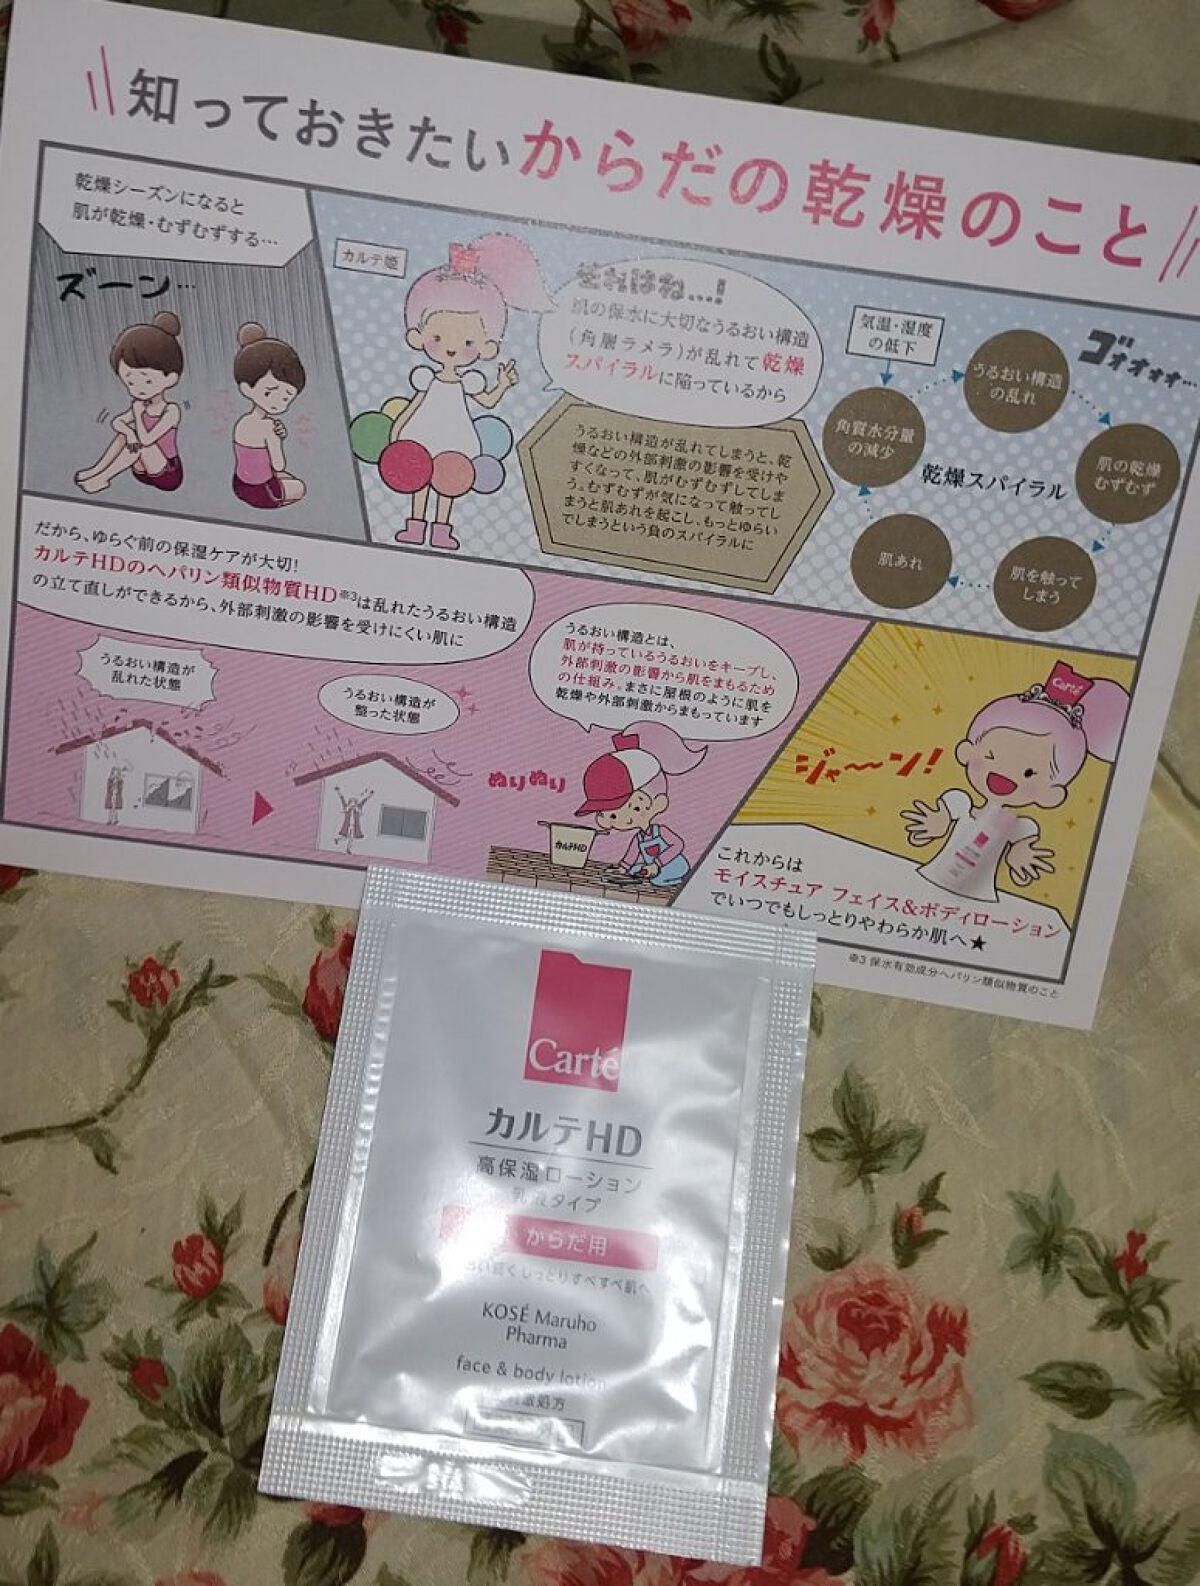 知っておきたいからだの乾燥のこと
乾燥シーズンになると
肌が乾燥・むずむずする…
ズーン…
カルテ姫
それはね…!
肌の保水に大切なうるおい構造
(角層ラメラ)が乱れて乾燥
スパイラルに陥っているから
うるおい構造が乱れてしまうと、乾
燥などの外部刺激の影響を受けや
すくなって、肌がむずむずしてしま
う。むずむずが気になって触ってし
まうと肌あれを起こし、もっとゆらい
でしまうという負のスパイラルに
気温・湿度
の低下
ゴォォォォ…
うるおい構造
の乱れ
角質水分量
の減少
肌の乾燥
むずむず
乾燥スパイラル
肌あれ
肌を触って
しまう
だから、ゆらぐ前の保湿ケアが大切!
カルテHDのヘパリン類似物質HD※3は乱れたうるおい構造
の立て直しができるから、外部刺激の影響を受けにくい肌に
うるおい構造が
乱れた状態
うるおい構造が
整った状態
うるおい構造とは、
肌が持っているうるおいをキープし、
外部刺激の影響から肌をまもるため
の仕組み。まさに屋根のように肌を
乾燥や外部刺激からまもっています
ぬりぬり
カルテHD
Carté
ジャ〜〜ン!
これからは
モイスチュア フェイス&ボディローション
でいつでもしっとりやわらか肌へ★
※3 保水有効成分ヘパリン類似物質のこと
Carté
カルテHD
高保湿ローション
乳液タイプ
からだ用
しっとりすべすべ肌へ
KOSÉ Maruho
Pharma
face & body lotion
処方